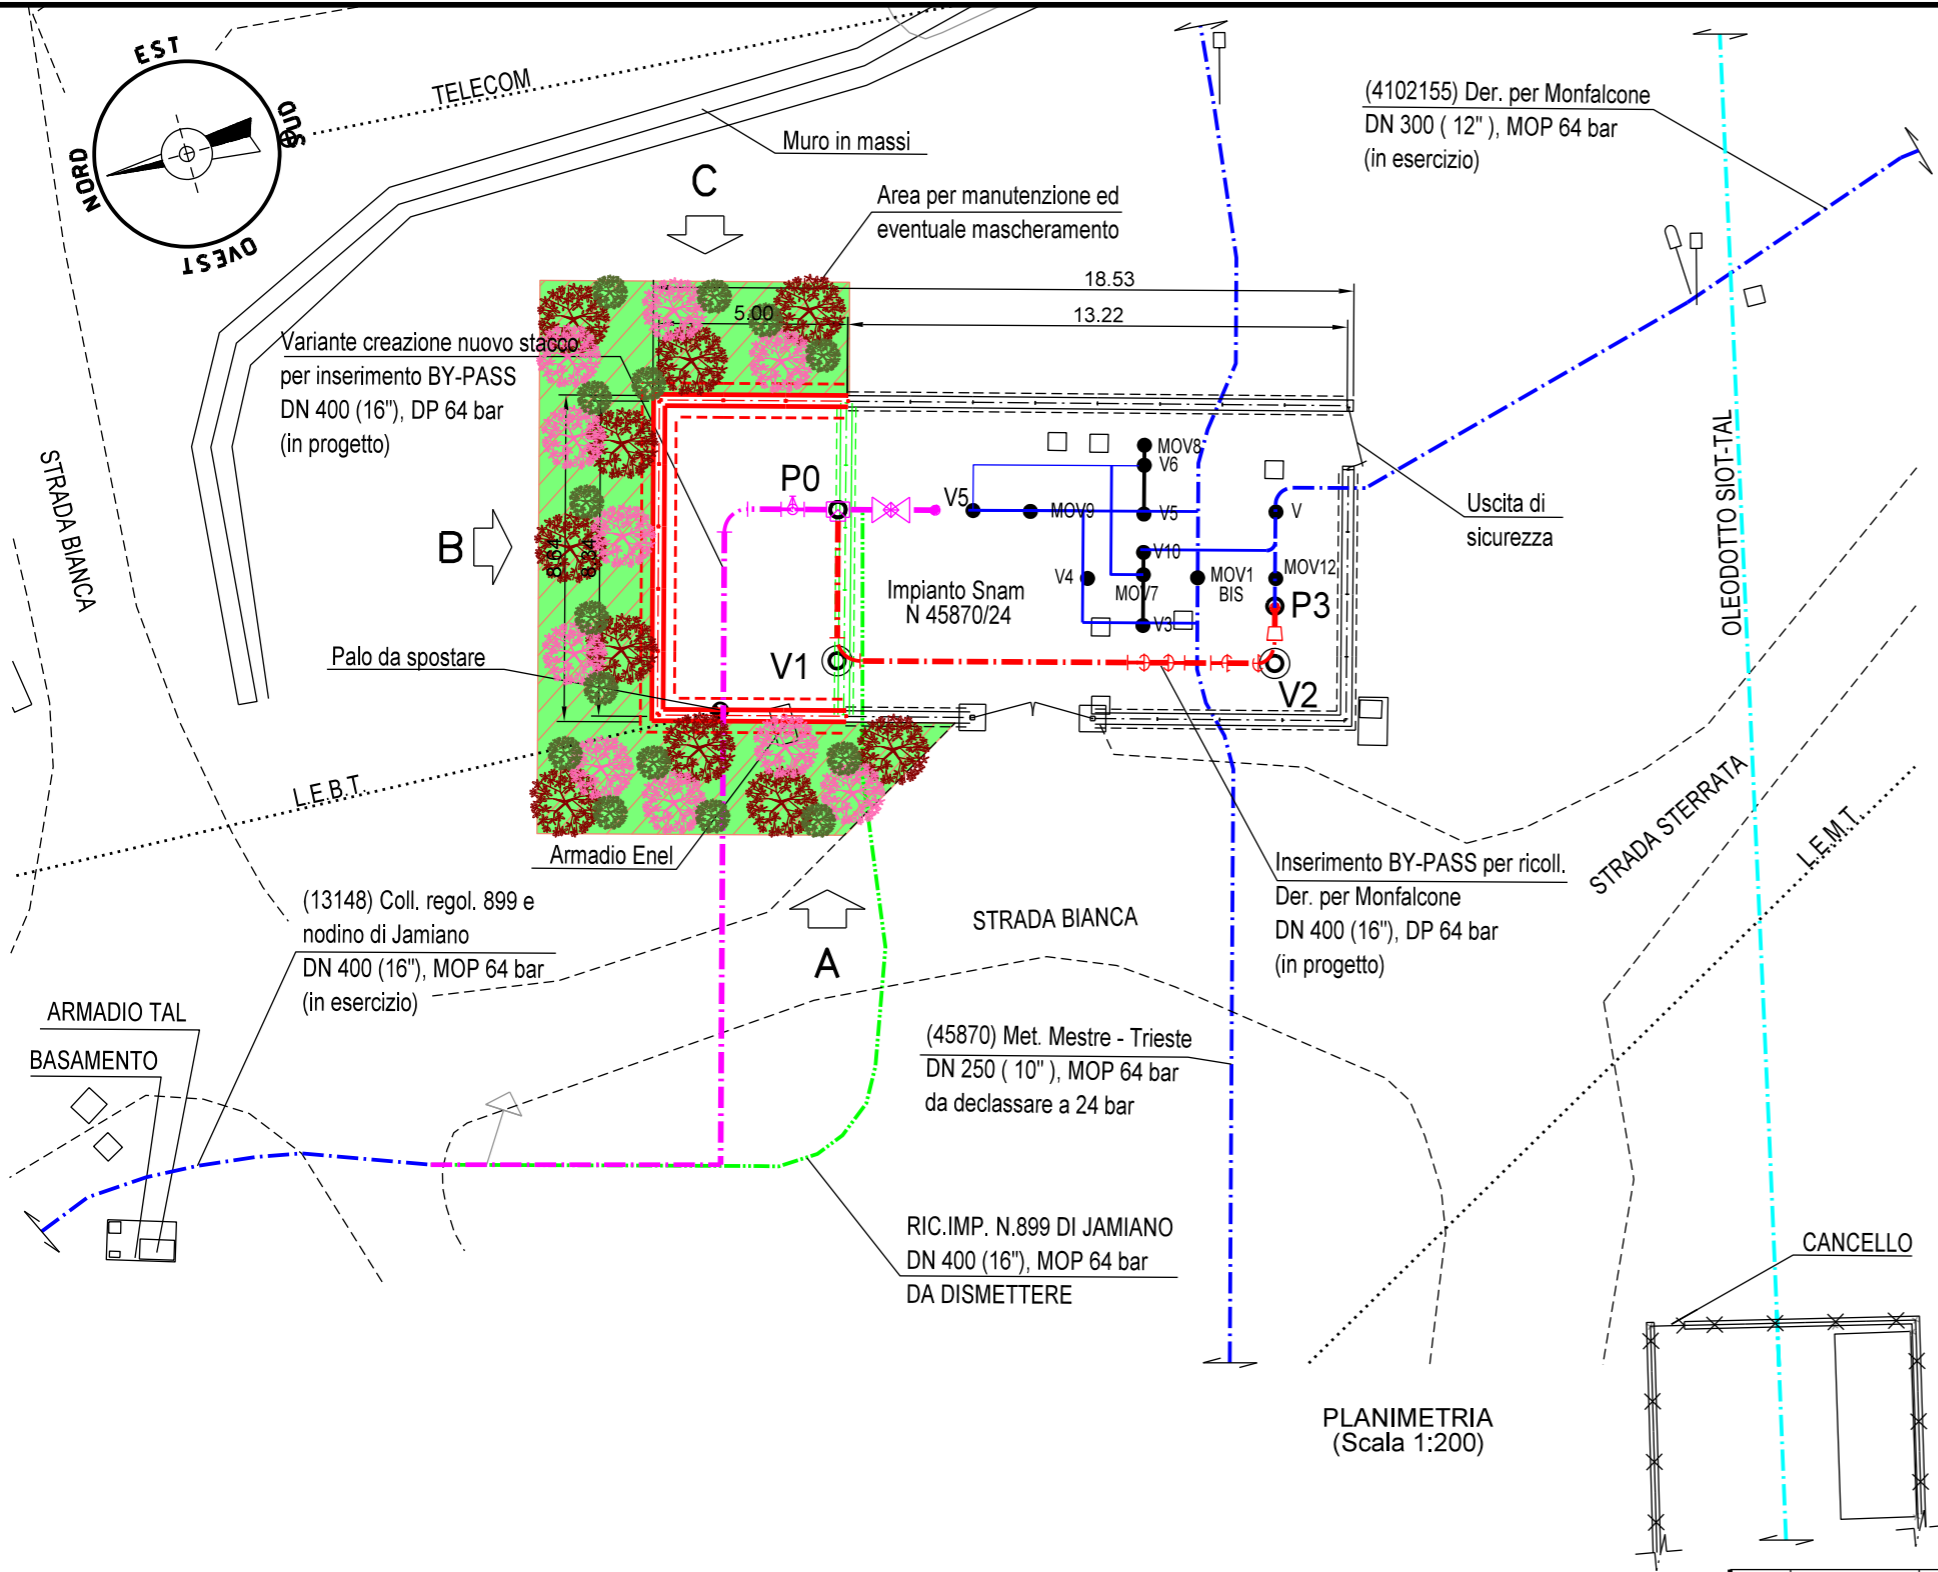 EST
SUD
NORD
OVEST
TELECOM
Muro in massi
C
Area per manutenzione ed
eventuale mascheramento
(4102155) Der. per Monfalcone
DN 300 ( 12" ), MOP 64 bar
(in esercizio)
18.53
5.00
13.22
Variante creazione nuovo stacco
per inserimento BY-PASS
DN 400 (16"), DP 64 bar
(in progetto)
STRADA BIANCA
B
8.64
8.34
P0
V5
MOV9
MOV8
V6
V5
V10
V4
MOV7
V3
MOV1
BIS
V
MOV12
P3
Impianto Snam
N 45870/24
V1
V2
Uscita di
sicurezza
OLEODOTTO SIOT-TAL
Palo da spostare
L.E.B.T.
Armadio Enel
A
STRADA BIANCA
STRADA STERRATA
L.E.M.T.
Inserimento BY-PASS per ricoll.
Der. per Monfalcone
DN 400 (16"), DP 64 bar
(in progetto)
(13148) Coll. regol. 899 e
nodino di Jamiano
DN 400 (16"), MOP 64 bar
(in esercizio)
ARMADIO TAL
BASAMENTO
(45870) Met. Mestre - Trieste
DN 250 ( 10" ), MOP 64 bar
da declassare a 24 bar
RIC.IMP. N.899 DI JAMIANO
DN 400 (16"), MOP 64 bar
DA DISMETTERE
CANCELLO
PLANIMETRIA
(Scala 1:200)